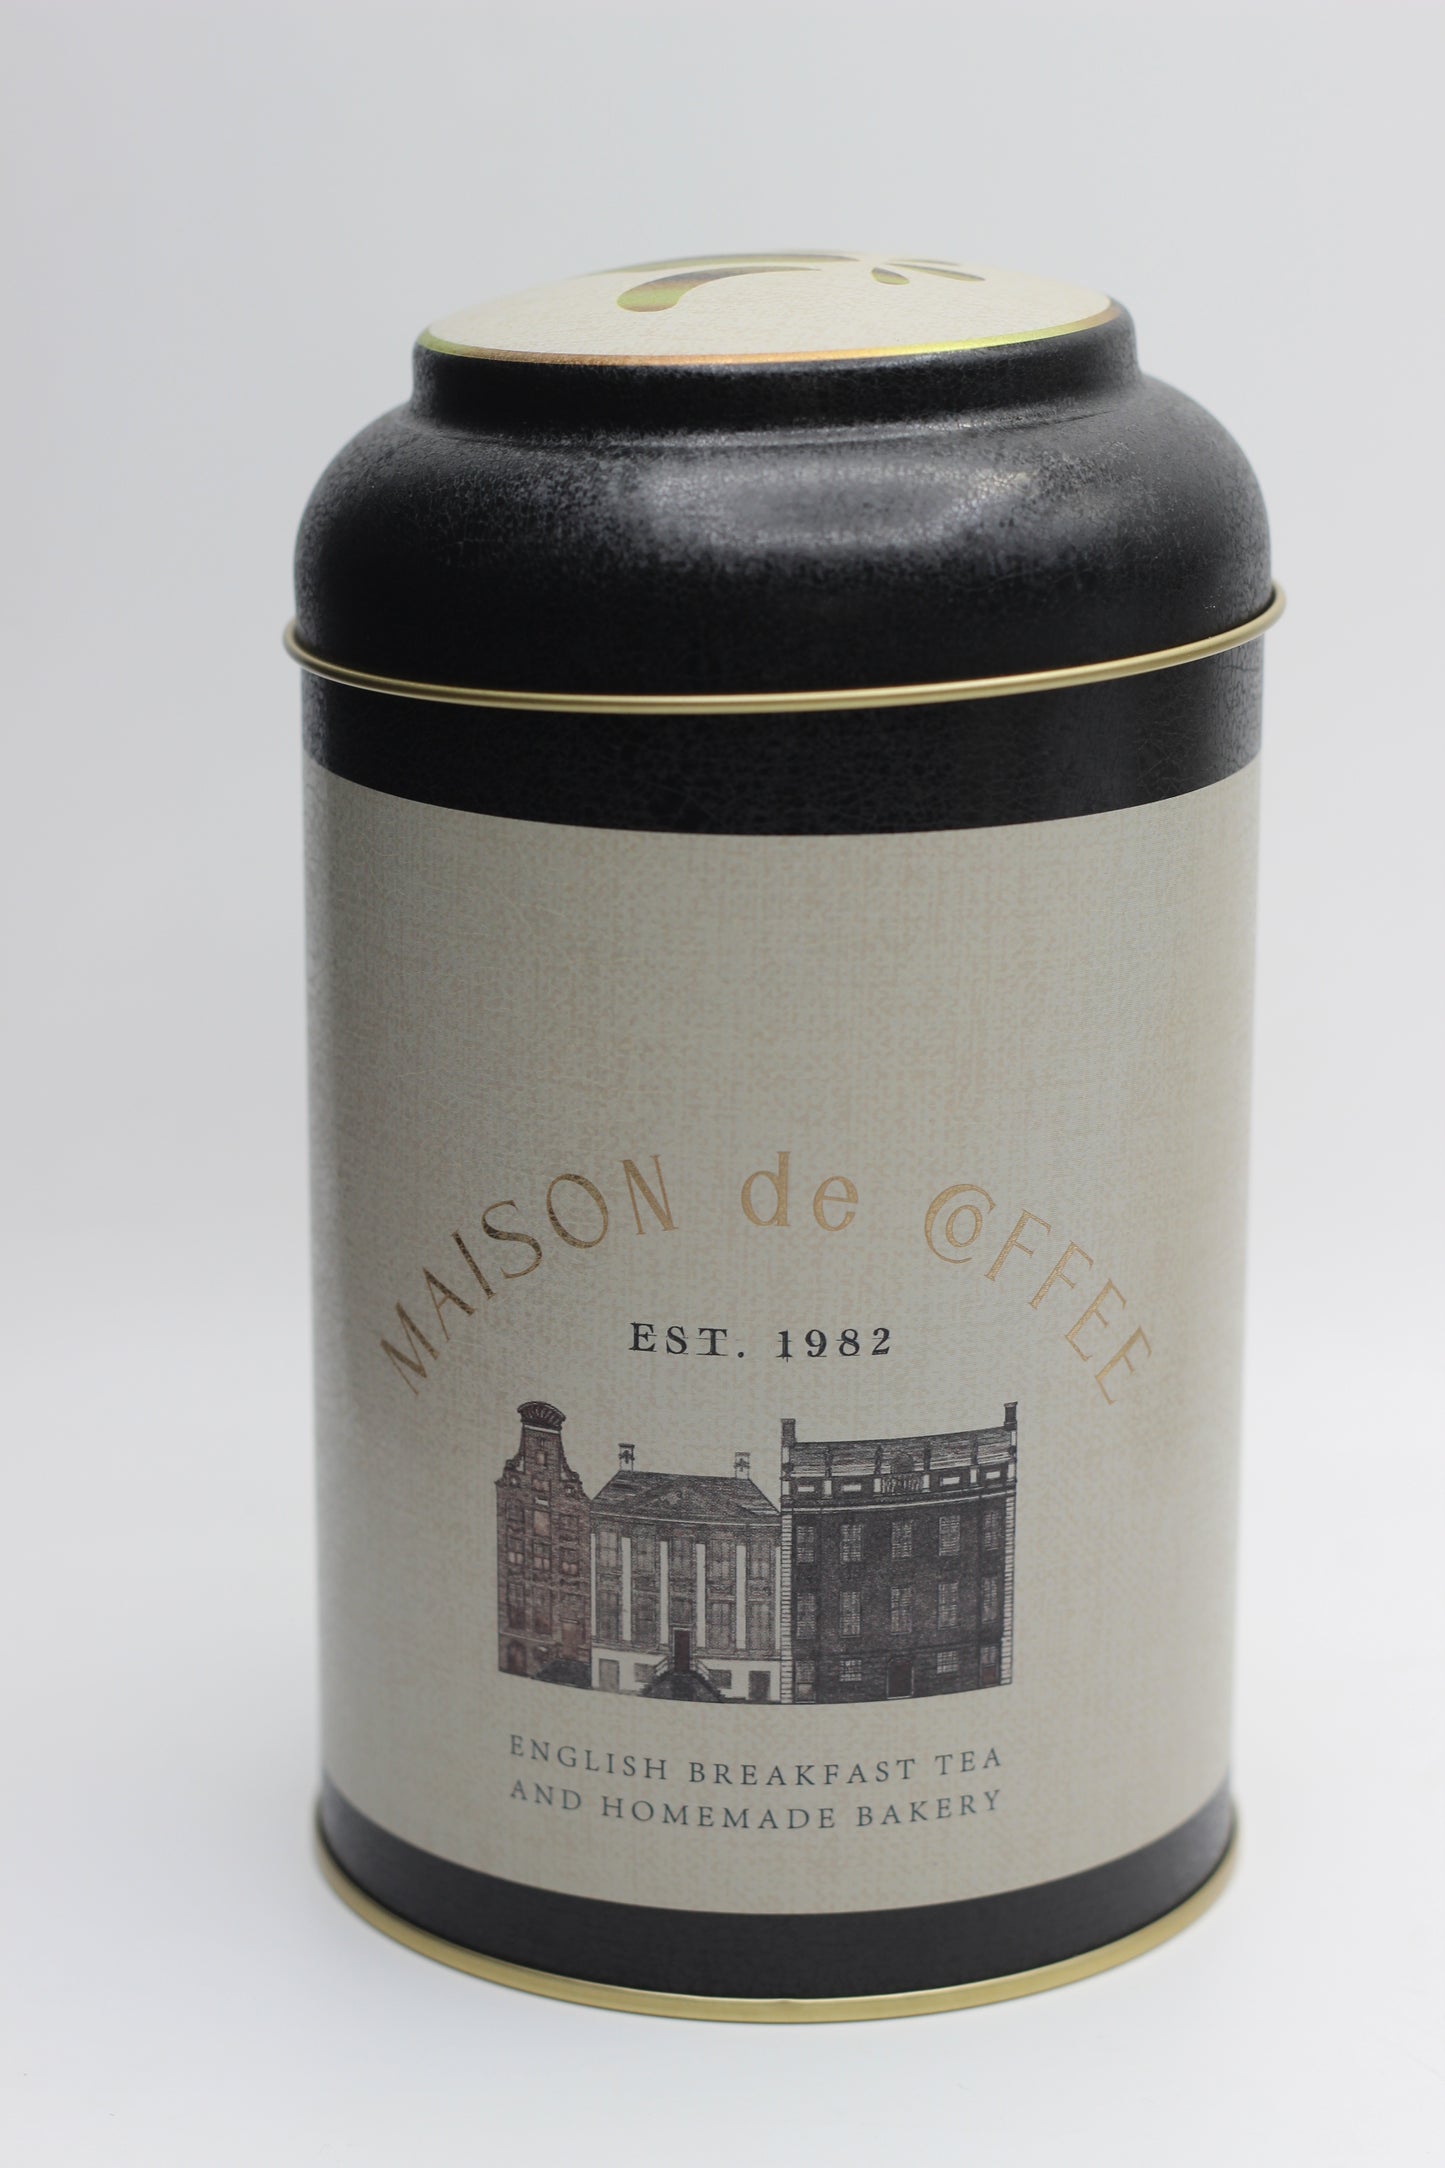 MAISON de COFFEE
EST. 1982
ENGLISH BREAKFAST TEA
AND HOMEMADE BAKERY